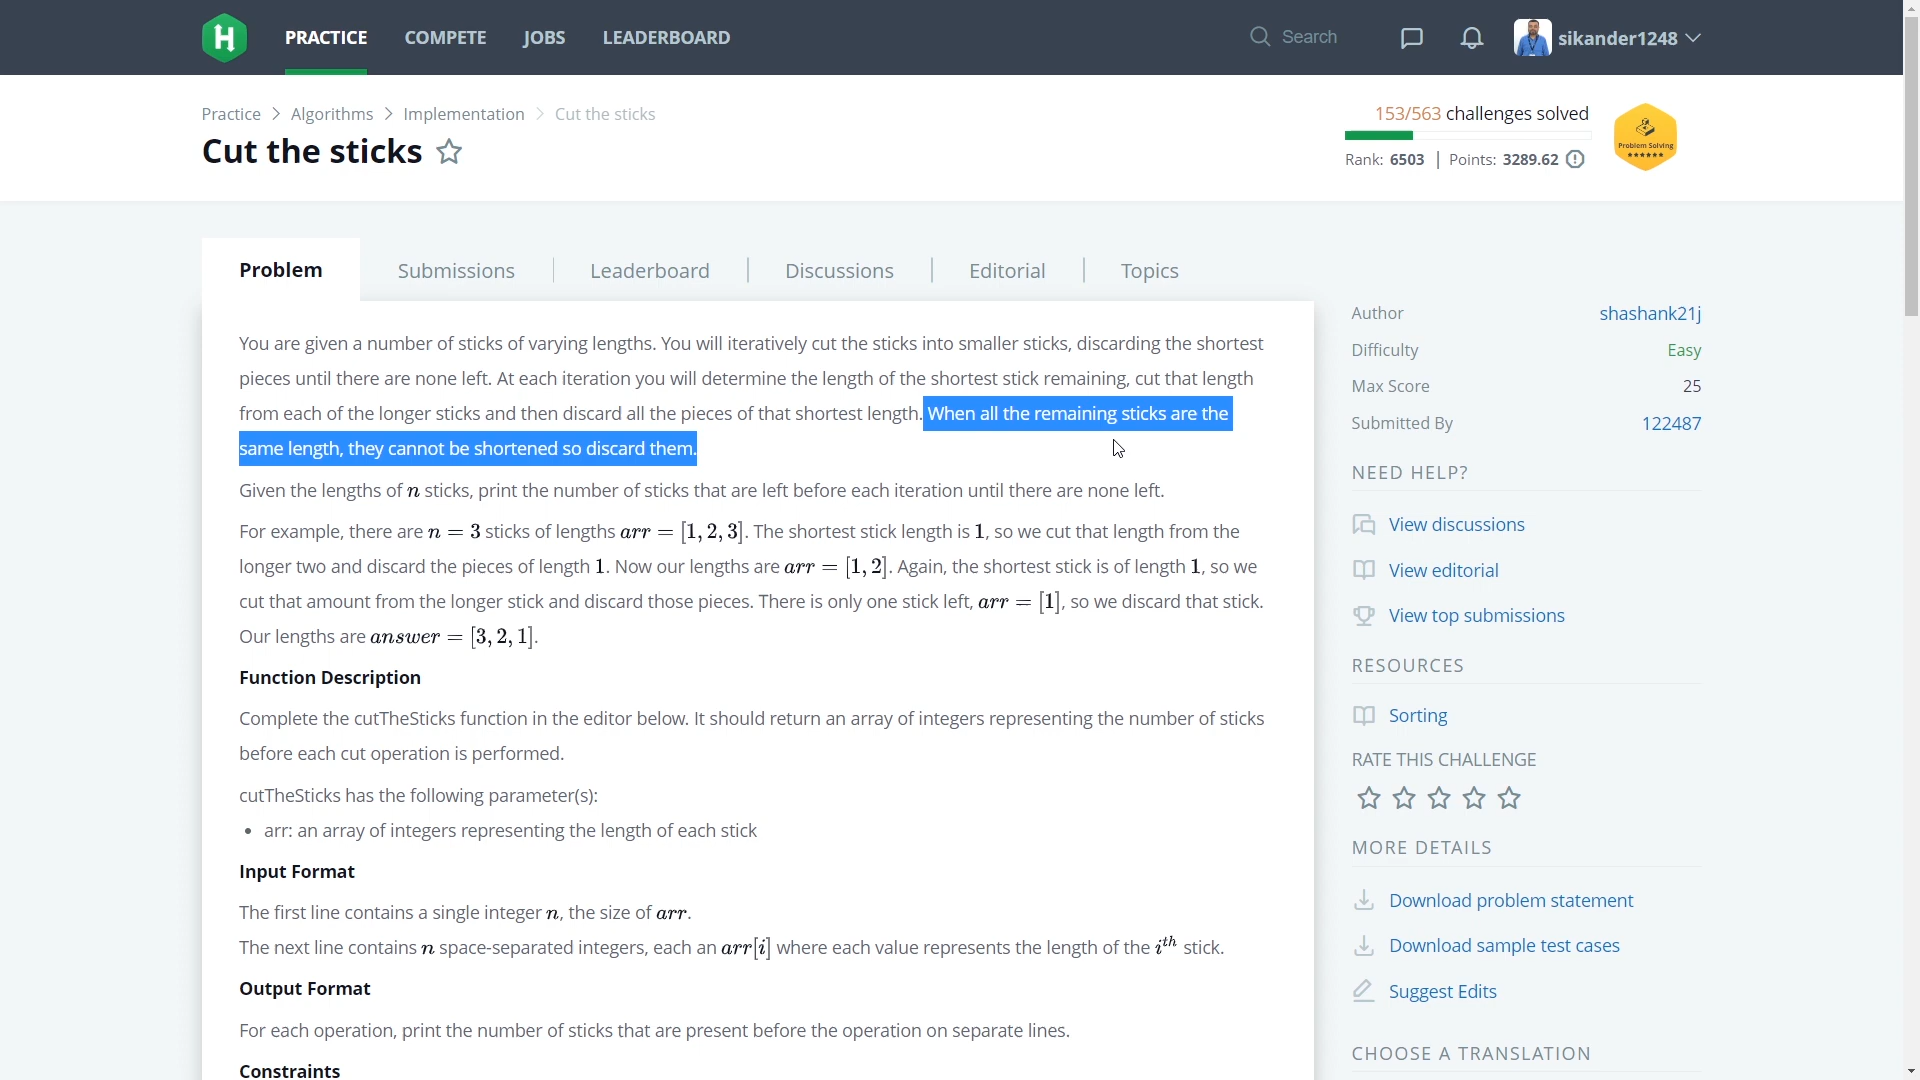 H PRACTICE COMPETE JOBS LEADERBOARD Search sikander1248
Practice > Algorithms > Implementation > Cut the sticks
Cut the sticks
153/563 challenges solved
Rank: 6503 | Points: 3289.62
Problem Solving
Problem Submissions Leaderboard Discussions Editorial Topics
You are given a number of sticks of varying lengths. You will iteratively cut the sticks into smaller sticks, discarding the shortest
pieces until there are none left. At each iteration you will determine the length of the shortest stick remaining, cut that length
from each of the longer sticks and then discard all the pieces of that shortest length. When all the remaining sticks are the
same length, they cannot be shortened so discard them.
Given the lengths of n sticks, print the number of sticks that are left before each iteration until there are none left.
For example, there are n = 3 sticks of lengths arr = [1, 2, 3]. The shortest stick length is 1, so we cut that length from the
longer two and discard the pieces of length 1. Now our lengths are arr = [1, 2]. Again, the shortest stick is of length 1, so we
cut that amount from the longer stick and discard those pieces. There is only one stick left, arr = [1], so we discard that stick.
Our lengths are answer = [3, 2, 1].
Function Description
Complete the cutTheSticks function in the editor below. It should return an array of integers representing the number of sticks
before each cut operation is performed.
cutTheSticks has the following parameter(s):
• arr: an array of integers representing the length of each stick
Input Format
The first line contains a single integer n, the size of arr.
The next line contains n space-separated integers, each an arr[i] where each value represents the length of the i^th stick.
Output Format
For each operation, print the number of sticks that are present before the operation on separate lines.
Constraints
Author shashank21j
Difficulty Easy
Max Score 25
Submitted By 122487
NEED HELP?
View discussions
View editorial
View top submissions
RESOURCES
Sorting
RATE THIS CHALLENGE
MORE DETAILS
Download problem statement
Download sample test cases
Suggest Edits
CHOOSE A TRANSLATION